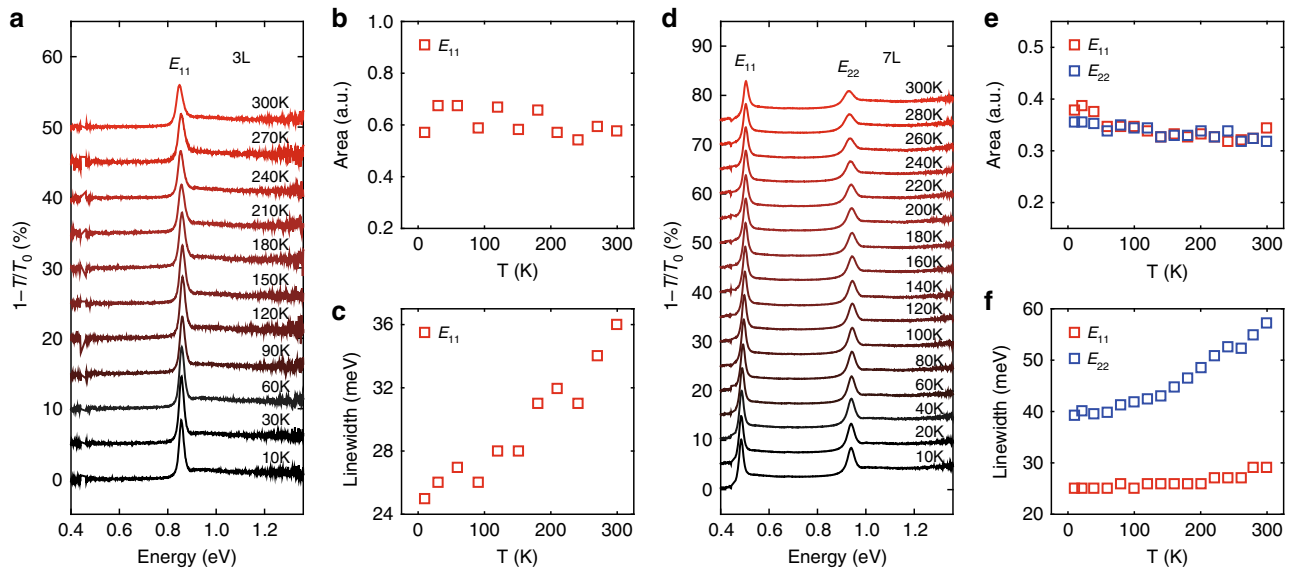 a
3L
E11
300K
270K
240K
210K
180K
150K
120K
90K
60K
30K
10K
60
50
40
30
20
10
0
1−T/T0 (%)
0.4 0.6 0.8 1.0 1.2
Energy (eV)
b
E11
1.0
0.8
0.6
0.4
0.2
Area (a.u.)
0 100 200 300
T (K)
c
E11
36
32
28
24
Linewidth (meV)
0 100 200 300
T (K)
d
7L
E11
E22
300K
280K
260K
240K
220K
200K
180K
160K
140K
120K
100K
80K
60K
40K
20K
10K
90
80
70
60
50
40
30
20
10
0
1−T/T0 (%)
0.4 0.6 0.8 1.0 1.2
Energy (eV)
e
E11
E22
0.5
0.4
0.3
0.2
Area (a.u.)
0 100 200 300
T (K)
f
E11
E22
60
50
40
30
20
Linewidth (meV)
0 100 200 300
T (K)